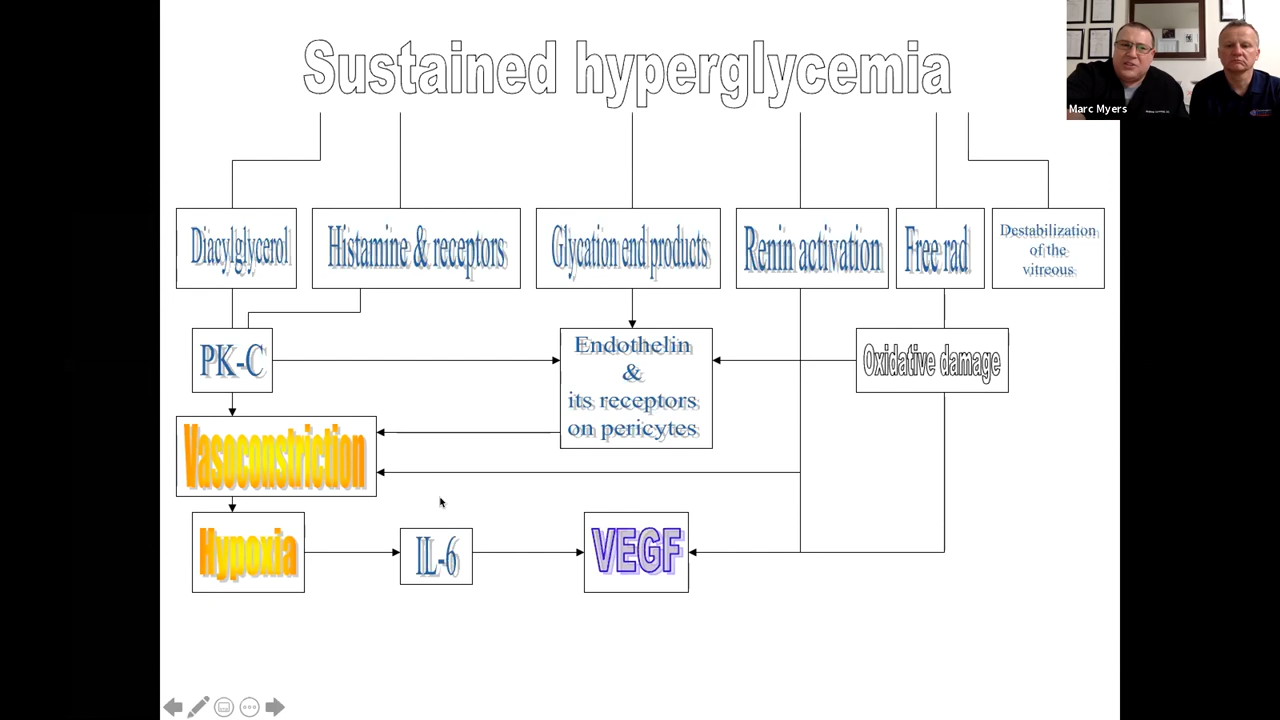 Sustained hyperglycemia
Marc Myers
Diacylglycerol
Histamine & receptors
Glycation end products
Renin activation
Free rad
Destabilization
of the
vitreous
PK-C
Endothelin
&
its receptors
on pericytes
Oxidative damage
Vasoconstriction
Hypoxia
IL-6
VEGF